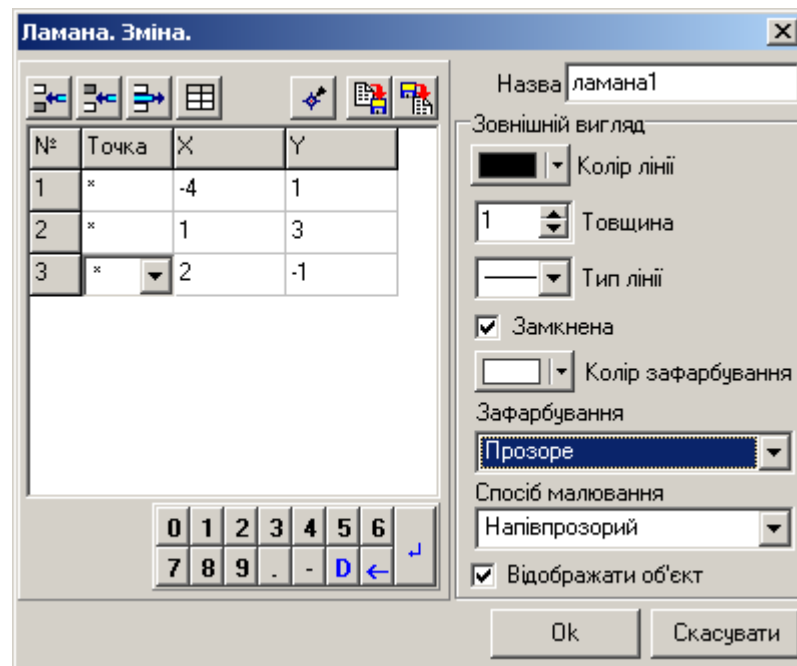 Ламана. Зміна.
Назва ламана1
№ Точка X Y
1 × -4 1
2 × 1 3
3 × 2 -1
Зовнішній вигляд
Колір лінії
1 Товщина
Тип лінії
Замкнена
Колір зафарбування
Зафарбування
Прозоре
Спосіб малювання
Напівпрозорий
Відображати об'єкт
0 1 2 3 4 5 6
7 8 9 . - D ←
Ok Скасувати